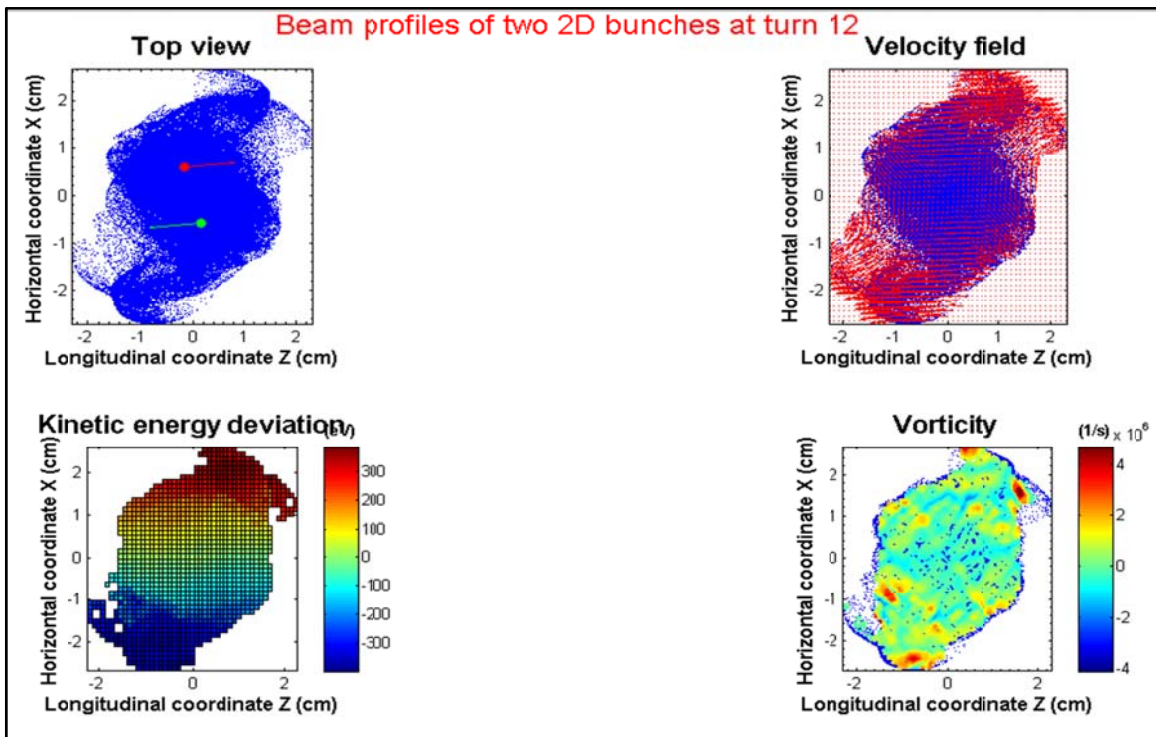 Beam profiles of two 2D bunches at turn 12
Top view
Horizontal coordinate X (cm)
2
1
0
-1
-2
-2 -1 0 1 2
Longitudinal coordinate Z (cm)
Velocity field
Horizontal coordinate X (cm)
2
1
0
-1
-2
-2 -1 0 1 2
Longitudinal coordinate Z (cm)
Kinetic energy deviation
Horizontal coordinate X (cm)
2
1
0
-1
-2
-2 0 2
Longitudinal coordinate Z (cm)
300
200
100
0
-100
-200
-300
Vorticity
(1/s) x 10^6
Horizontal coordinate X (cm)
2
1
0
-1
-2
-2 0 2
Longitudinal coordinate Z (cm)
4
2
0
-2
-4